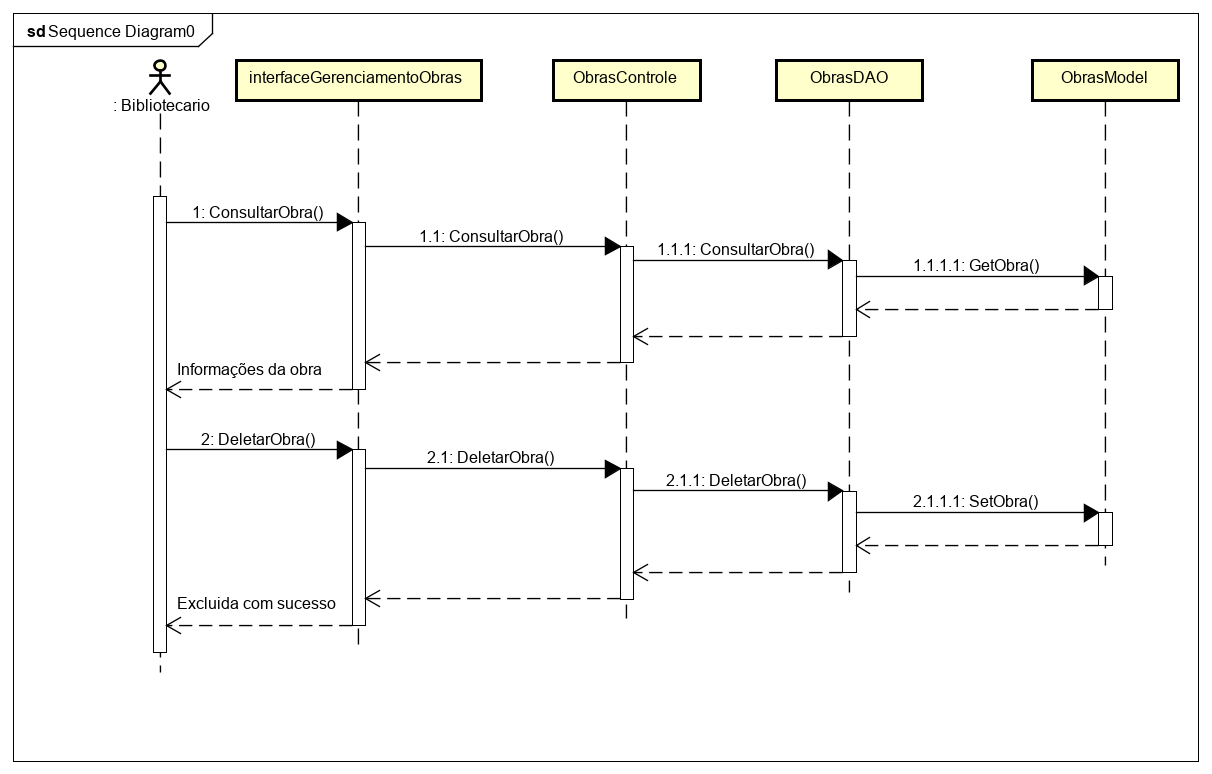 sd Sequence Diagram0
: Bibliotecario
interfaceGerenciamentoObras
ObrasControle
ObrasDAO
ObrasModel
1: ConsultarObra()
1.1: ConsultarObra()
1.1.1: ConsultarObra()
1.1.1.1: GetObra()
Informações da obra
2: DeletarObra()
2.1: DeletarObra()
2.1.1: DeletarObra()
2.1.1.1: SetObra()
Excluida com sucesso